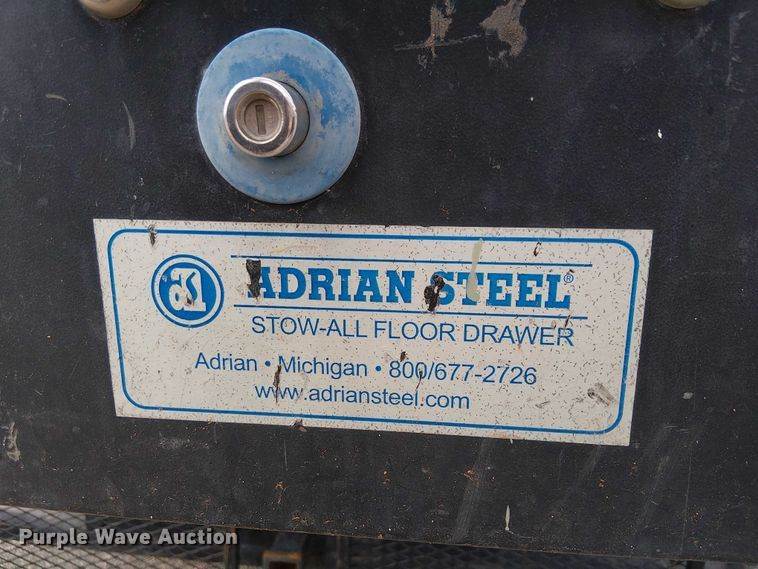 ADRIAN STEEL®
STOW-ALL FLOOR DRAWER
Adrian • Michigan • 800/677-2726
www.adriansteel.com
Purple Wave Auction